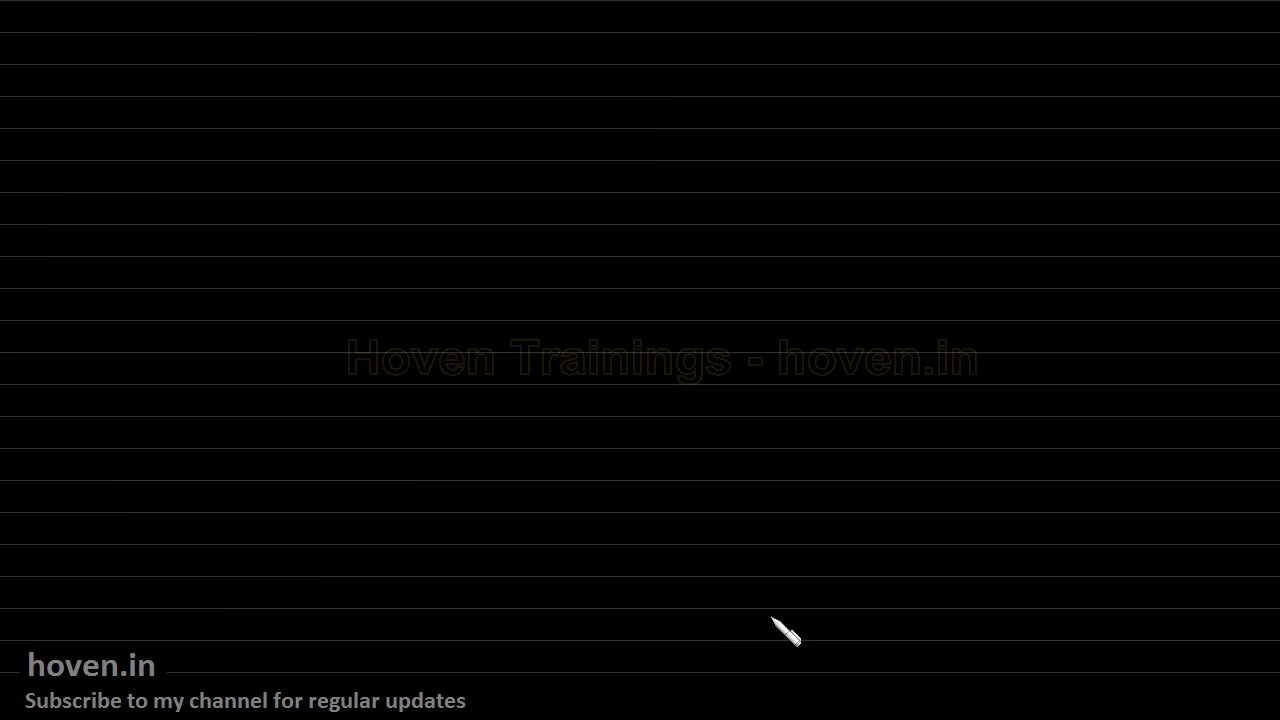 Hoven Trainings - hoven.in
hoven.in
Subscribe to my channel for regular updates